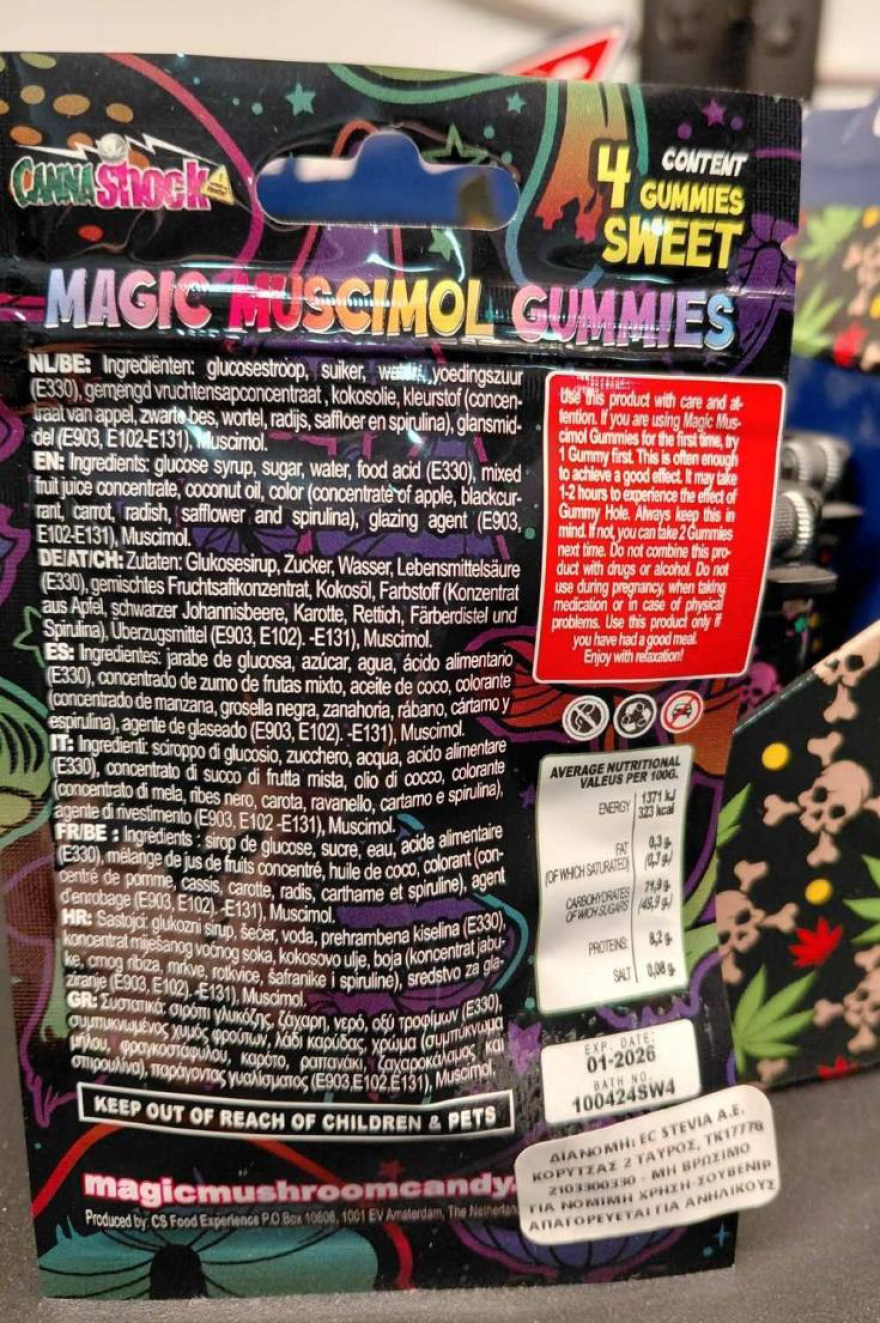 CANNA Shock
4 CONTENT
GUMMIES
SWEET
MAGIC MUSCIMOL GUMMIES
NL/BE: Ingrediënten: glucosestroop, suiker, voedingszuur
(E330), gemengd vruchtensapconcentraat , kokosolie, kleurstof (concen-
traat van appel, zwarte bes, wortel, radijs, saffloer en spirulina), glansmid-
del (E903, E102-E131), Muscimol.
EN: Ingredients: glucose syrup, sugar, water, food acid (E330), mixed
fruit juice concentrate, coconut oil, color (concentrate of apple, blackcur-
rant, carrot, radish, safflower and spirulina), glazing agent (E903,
E102-E131), Muscimol.
DE/AT/CH: Zutaten: Glukosesirup, Zucker, Wasser, Lebensmittelsäure
(E330), gemischtes Fruchtsaftkonzentrat, Kokosöl, Farbstoff (Konzentrat
aus Apfel, schwarzer Johannisbeere, Karotte, Rettich, Färberdistel und
Spirulina), Überzugsmittel (E903, E102). -E131), Muscimol.
ES: Ingredientes: jarabe de glucosa, azúcar, agua, ácido alimentario
(E330), concentrado de zumo de frutas mixto, aceite de coco, colorante
(concentrado de manzana, grosella negra, zanahoria, rábano, cártamo y
espirulina), agente de glaseado (E903, E102). -E131), Muscimol.
IT: Ingredienti: sciroppo di glucosio, zucchero, acqua, acido alimentare
(E330), concentrato di succo di frutta mista, olio di cocco, colorante
(concentrato di mela, ribes nero, carota, ravanello, cartamo e spirulina),
agente di rivestimento (E903, E102 -E131), Muscimol.
FR/BE : Ingrédients : sirop de glucose, sucre, eau, acide alimentaire
(E330), mélange de jus de fruits concentré, huile de coco, colorant (con-
centré de pomme, cassis, carotte, radis, carthame et spiruline), agent
d'enrobage (E903, E102). -E131), Muscimol.
HR: Sastojci: glukozni sirup, šećer, voda, prehrambena kiselina (E330),
koncentrat miješanog voćnog soka, kokosovo ulje, boja (koncentrat jabu-
ke, crnog ribiza, mrkve, rotkvice, šafranike i spiruline), sredstvo za gla-
ziranje (E903, E102). -E131), Muscimol.
GR: Συστατικά: σιρόπι γλυκόζης, ζάχαρη, νερό, οξύ τροφίμων (E330),
συμπυκνωμένος χυμός φρούτων, λάδι καρύδας, χρώμα (συμπύκνωμα
μήλου, φραγκοστάφυλου, καρότο, ραπανάκι, ζαχαροκάλαμος και
σπιρουλίνα), παράγοντας γυαλίσματος (E903,E102,E131), Muscimol.
KEEP OUT OF REACH OF CHILDREN & PETS
magicmushroomcandy.
Produced by: CS Food Experience P.O Box 10608, 1001 EV Amsterdam, The Netherlan
Use this product with care and at-
tention. If you are using Magic Mus-
cimol Gummies for the first time, try
1 Gummy first. This is often enough
to achieve a good effect. It may take
1-2 hours to experience the effect of
Gummy Hole. Always keep this in
mind. If not, you can take 2 Gummies
next time. Do not combine this pro-
duct with drugs or alcohol. Do not
use during pregnancy, when taking
medication or in case of physical
problems. Use this product only if
you have had a good meal.
Enjoy with relaxation!
AVERAGE NUTRITIONAL
VALEUS PER 100G.
ENERGY 1371 kJ
323 kcal
FAT 0,3 g.
(OF WHICH SATURATED) (0,3 g.)
CARBOHYDRATES 71,9 g.
OF WICH SUGARS (49,9 g.)
PROTEINS: 8,2 g.
SALT 0,08 g.
EXP. DATE:
01-2026
BATH NO.
100424SW4
ΔΙΑΝΟΜΗ: EC STEVIA A.E.
ΚΟΡΥΤΣΑΣ 2 ΤΑΥΡΟΣ, ΤΚ17778
2103300330 - ΜΗ ΒΡΩΣΙΜΟ
ΓΙΑ ΝΟΜΙΜΗ ΧΡΗΣΗ-ΣΟΥΒΕΝΙΡ
ΑΠΑΓΟΡΕΥΕΤΑΙ ΓΙΑ ΑΝΗΛΙΚΟΥΣ